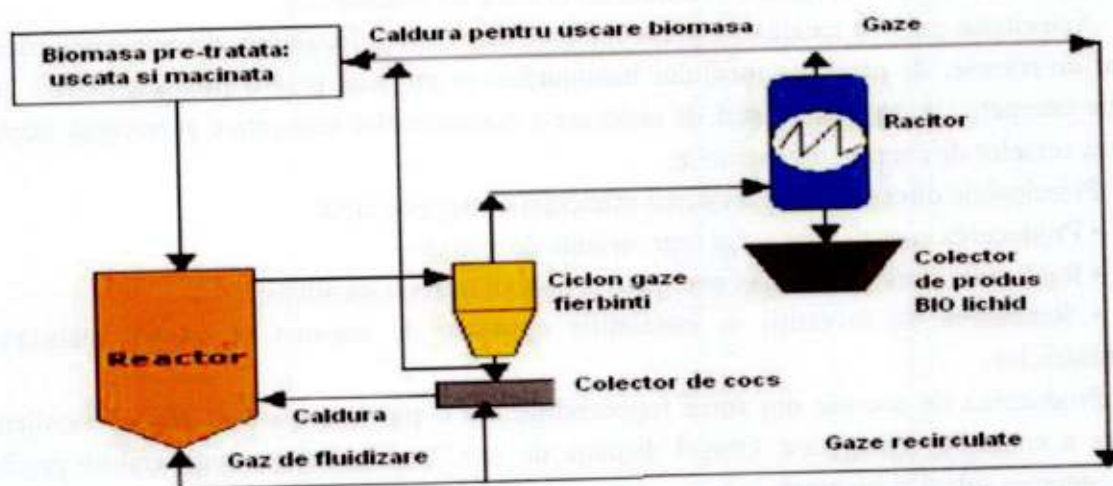 Caldura pentru uscare biomasa
Gaze
Biomasa pre-tratata:
uscata si macinata
Racitor
Ciclon gaze
fierbinti
Colector
de produs
BIO lichid
Reactor
Colector de cocs
Caldura
Gaz de fluidizare
Gaze recirculate